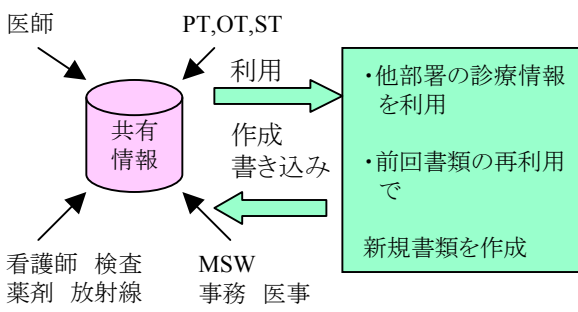 医師
PT,OT,ST
利用
共有
情報
作成
書き込み
・他部署の診療情報
を利用
・前回書類の再利用
で
新規書類を作成
看護師 検査
薬剤 放射線
MSW
事務 医事